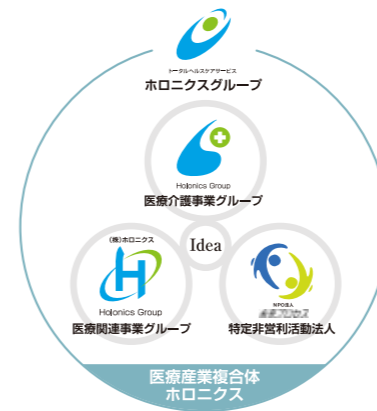 トータルヘルスケアサービス
ホロニクスグループ
Holonics Group
医療介護事業グループ
Idea
(株)ホロニクス
H
Holonics Group
医療関連事業グループ
NPO法人
特定非営利活動法人
医療産業複合体
ホロニクス